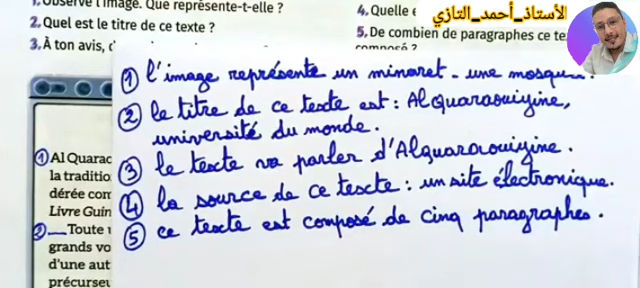 1. Observe l'image. Que représente-t-elle ?
2. Quel est le titre de ce texte ?
3. À ton avis,
4. Quelle
5. De combien de paragraphes ce te
composé ?
الأستاذ_أحمد_التازي
① l'image représente un minaret - une mosqu
② le titre de ce texte est : Al Quaraouiyine,
université du monde.
③ le texte va parler d'Alquaraouiyine.
④ la source de ce texte : un site électronique.
⑤ ce texte est composé de cinq paragraphes.
① Al Quarac
la traditio
dérée com
Livre Guin
② Toute
grands vo
d'une aut
précurseu